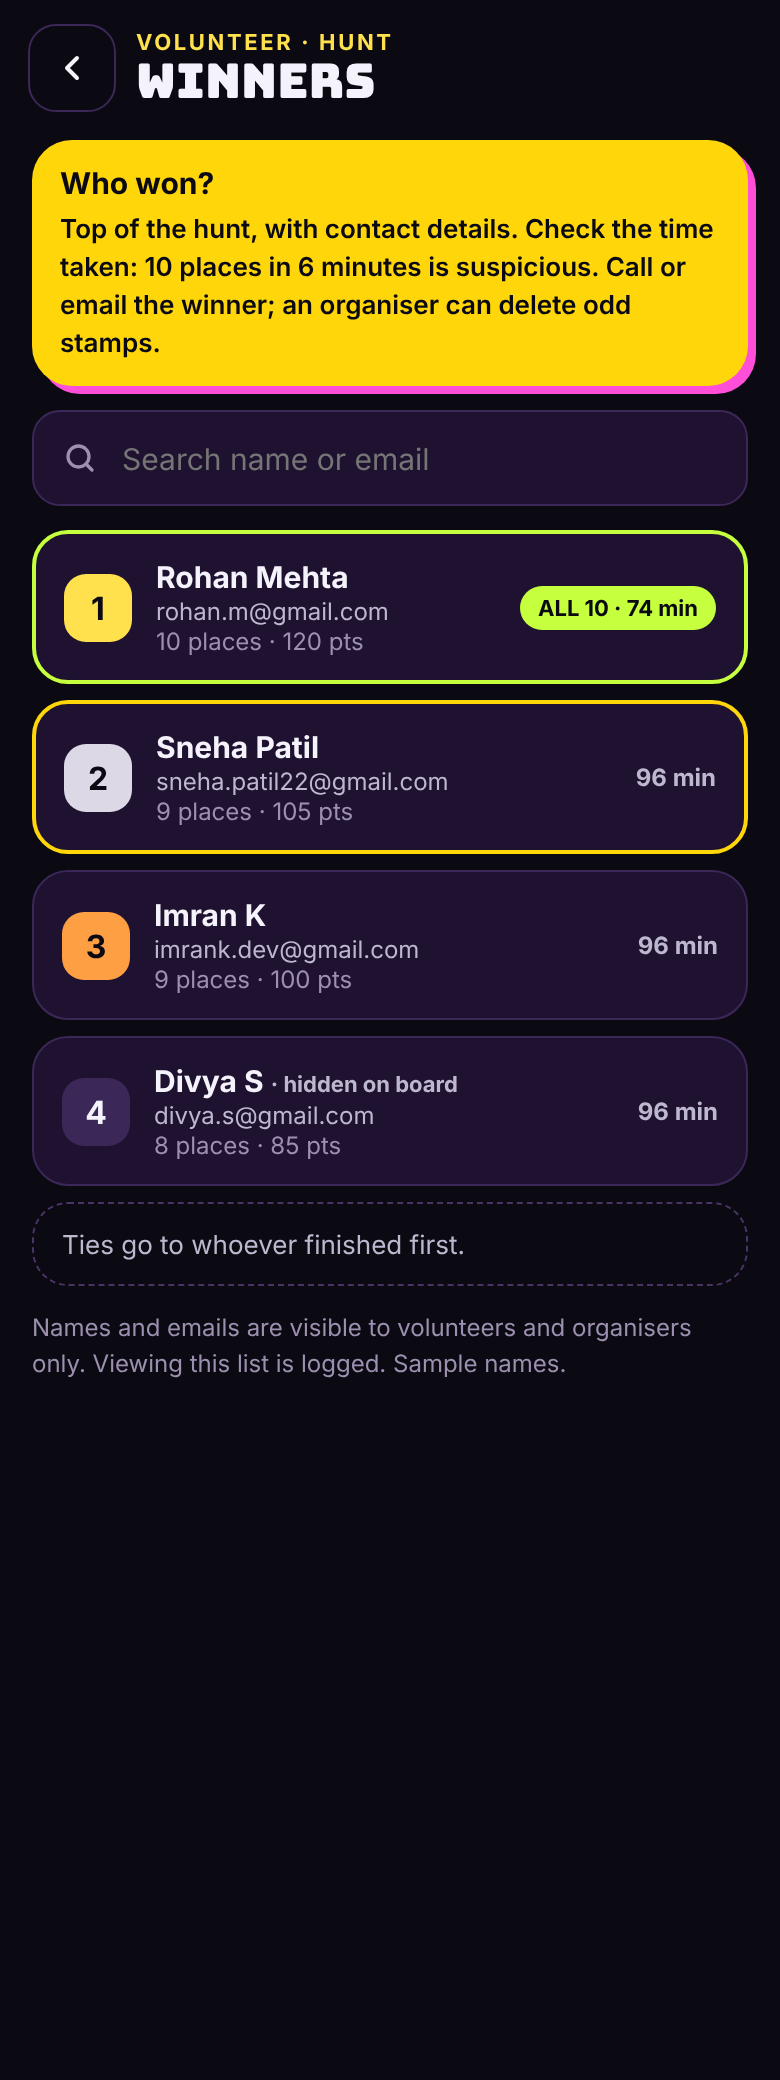 VOLUNTEER · HUNT
WINNERS
Who won?
Top of the hunt, with contact details. Check the time
taken: 10 places in 6 minutes is suspicious. Call or
email the winner; an organiser can delete odd
stamps.
Search name or email
1
Rohan Mehta
rohan.m@gmail.com
10 places · 120 pts
ALL 10 · 74 min
2
Sneha Patil
sneha.patil22@gmail.com
9 places · 105 pts
96 min
3
Imran K
imrank.dev@gmail.com
9 places · 100 pts
96 min
4
Divya S · hidden on board
divya.s@gmail.com
8 places · 85 pts
96 min
Ties go to whoever finished first.
Names and emails are visible to volunteers and organisers
only. Viewing this list is logged. Sample names.